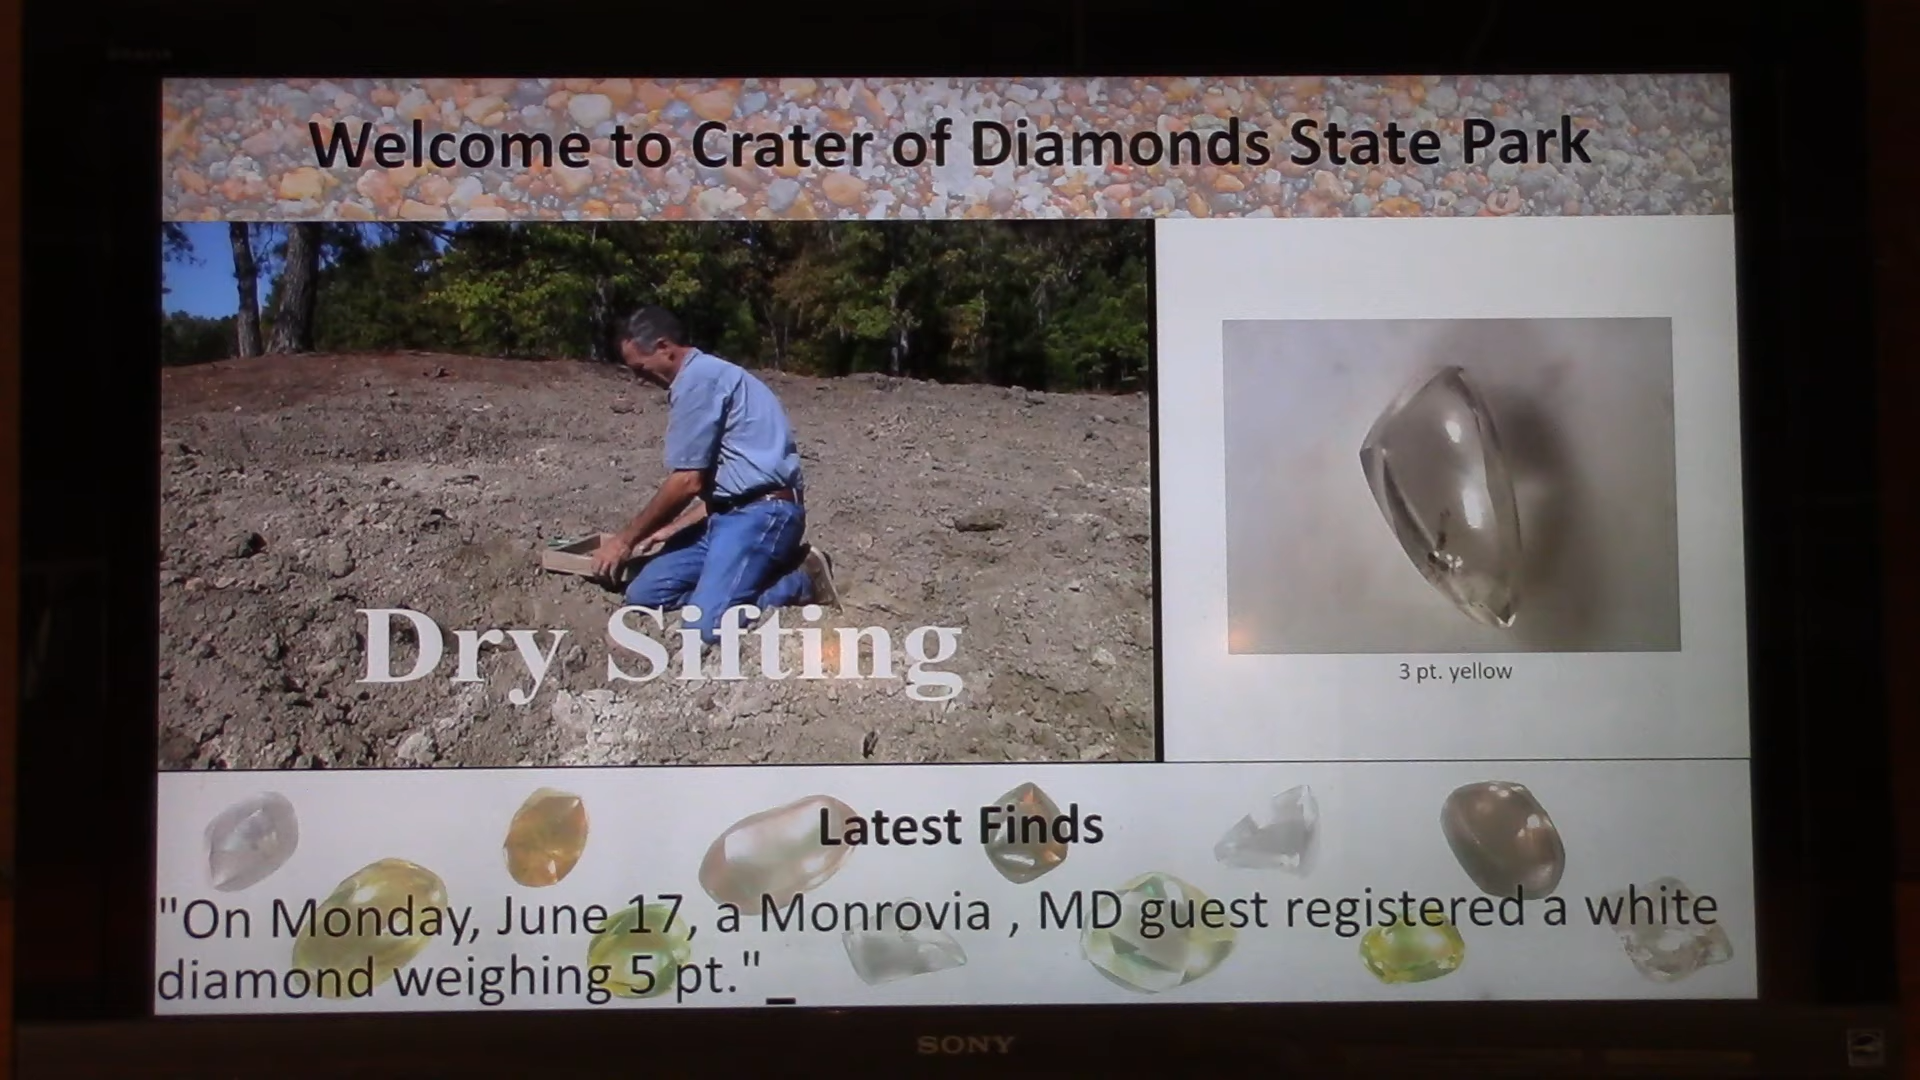 Welcome to Crater of Diamonds State Park
Dry Sifting
3 pt. yellow
Latest Finds
"On Monday, June 17, a Monrovia , MD guest registered a white
diamond weighing 5 pt."_
SONY